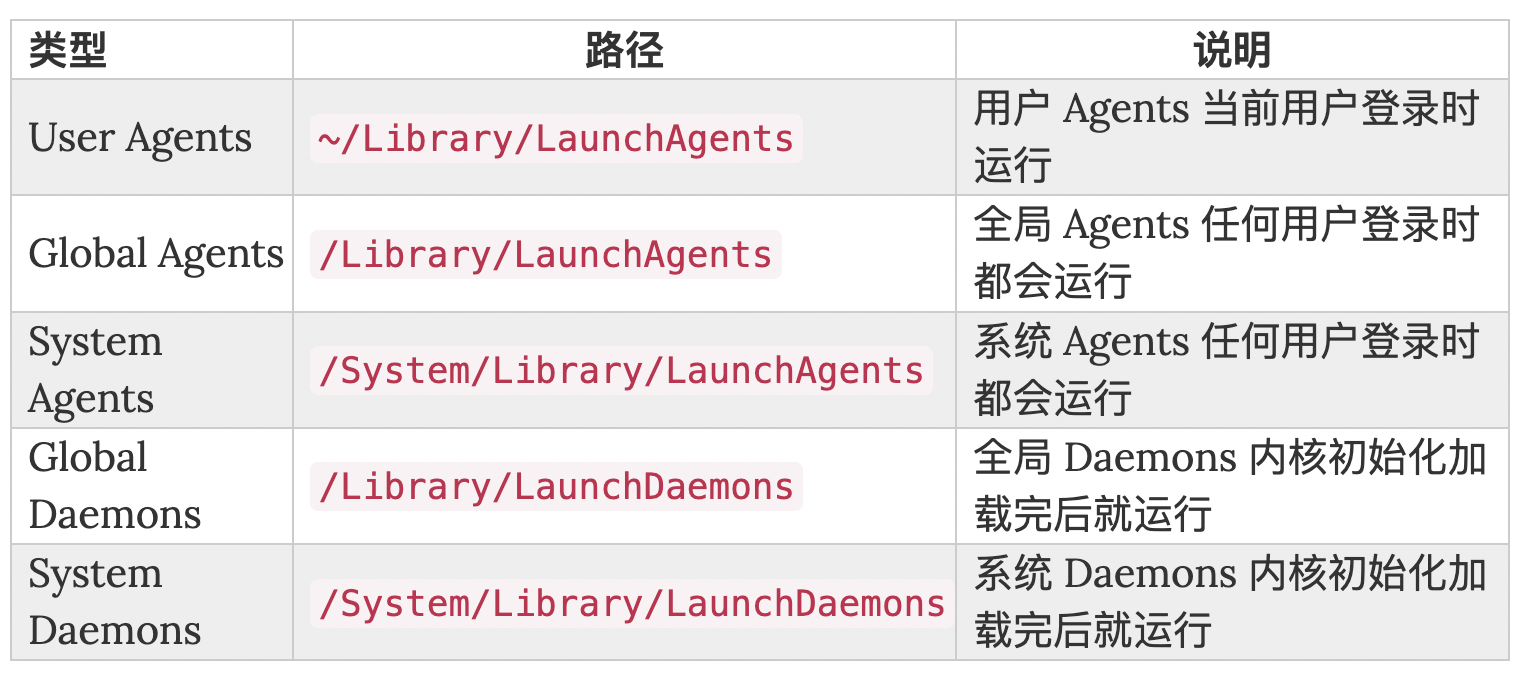 类型 路径 说明
User Agents ~/Library/LaunchAgents 用户 Agents 当前用户登录时
运行
Global Agents /Library/LaunchAgents 全局 Agents 任何用户登录时
都会运行
System
Agents /System/Library/LaunchAgents 系统 Agents 任何用户登录时
都会运行
Global
Daemons /Library/LaunchDaemons 全局 Daemons 内核初始化加
载完后就运行
System
Daemons /System/Library/LaunchDaemons 系统 Daemons 内核初始化加
载完后就运行